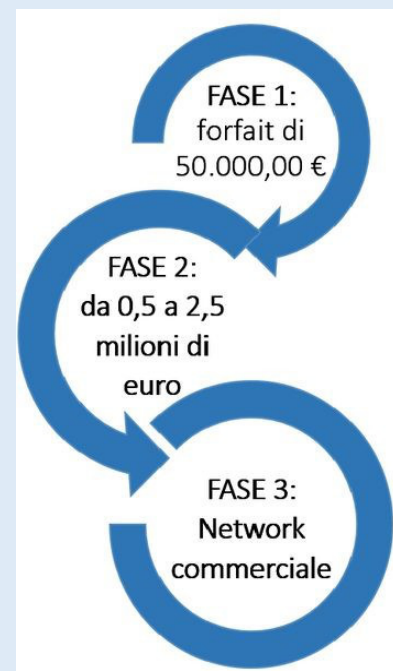 FASE 1:
forfait di
50.000,00 €
FASE 2:
da 0,5 a 2,5
milioni di
euro
FASE 3:
Network
commerciale